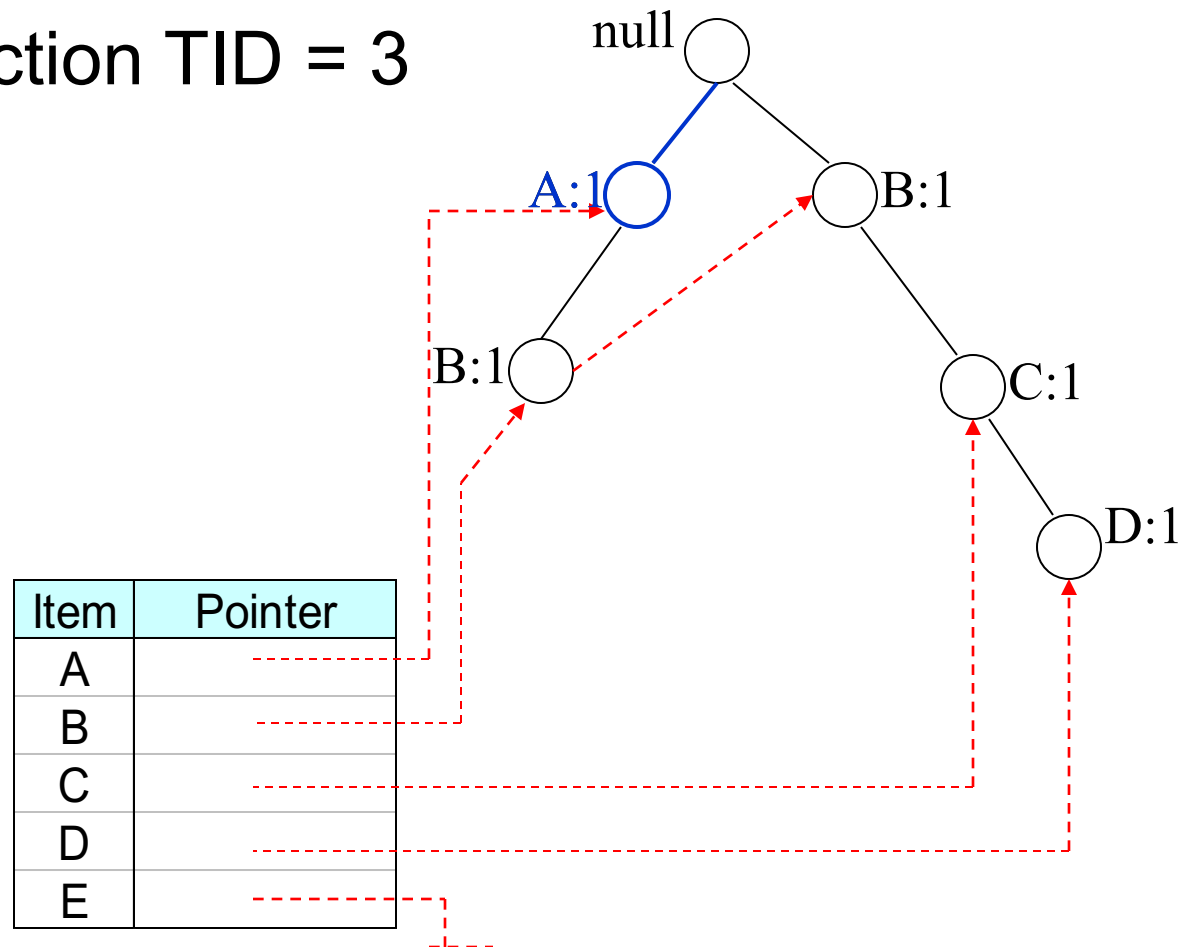 ction TID = 3
null
A:1
B:1
B:1
C:1
D:1
Item Pointer
A
B
C
D
E